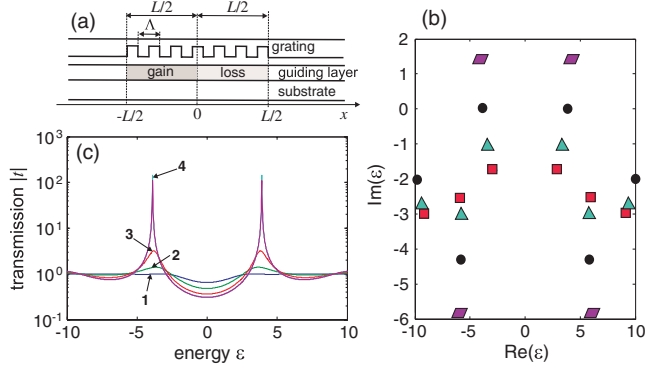 (a)
L/2
L/2
Λ
grating
gain
loss
guiding layer
substrate
-L/2
0
L/2
x
(c)
transmission |t|
10^3
10^2
10^1
10^0
10^-1
4
3
2
1
-10
-5
0
5
10
energy ε
(b)
Im(ε)
2
1
0
-1
-2
-3
-4
-5
-6
-10
-5
0
5
10
Re(ε)